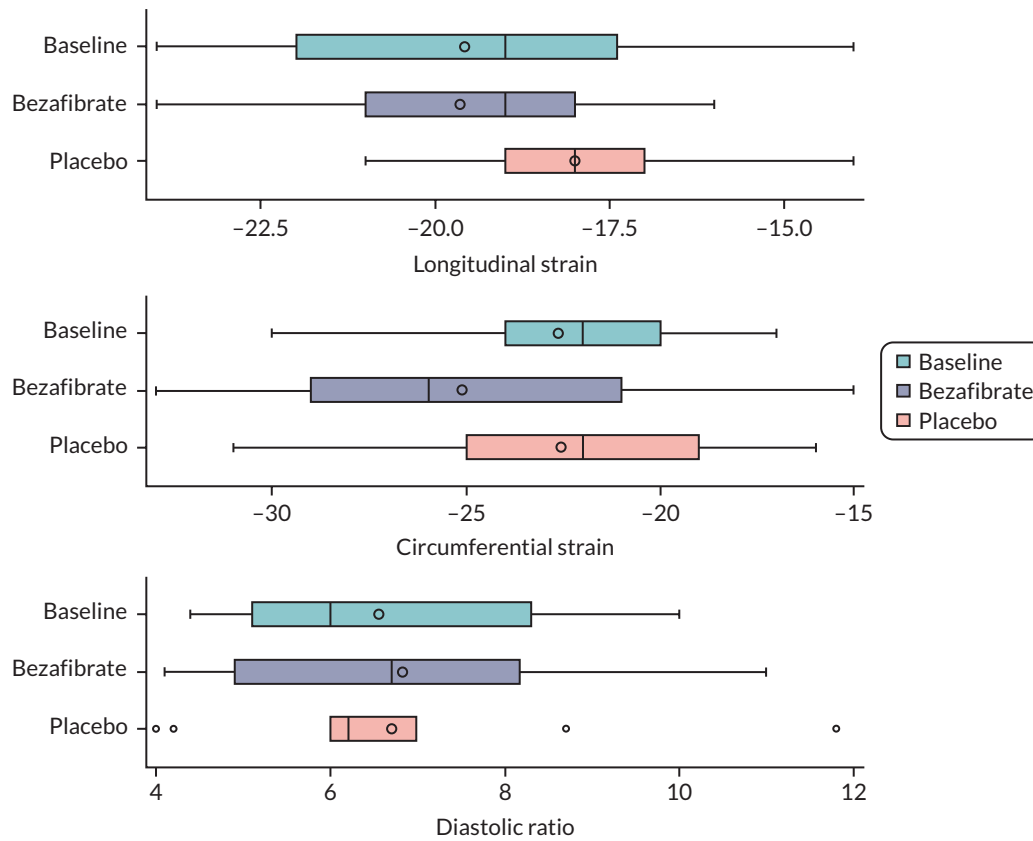 Baseline
Bezafibrate
Placebo
–22.5 –20.0 –17.5 –15.0
Longitudinal strain
Baseline
Bezafibrate
Placebo
–30 –25 –20 –15
Circumferential strain
Baseline
Bezafibrate
Placebo
Baseline
Bezafibrate
Placebo
4 6 8 10 12
Diastolic ratio